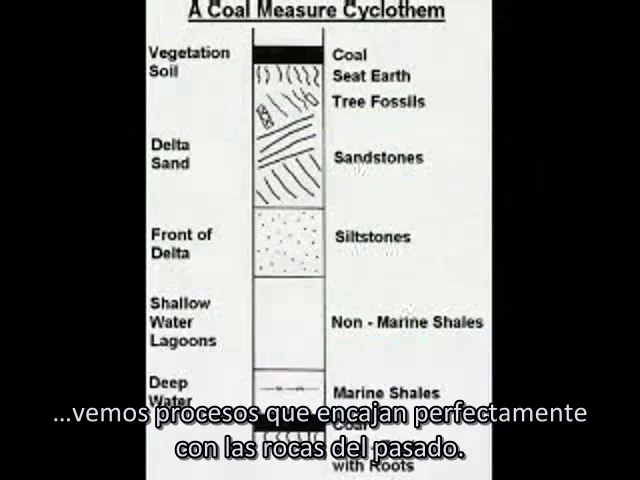 A Coal Measure Cyclothem
Vegetation
Soil
Coal
Seat Earth
Tree Fossils
Delta
Sand
Sandstones
Front of
Delta
Siltstones
Shallow
Water
Lagoons
Non - Marine Shales
Deep
Water
Marine Shales
Coal
with Roots
...vemos procesos que encajan perfectamente
con las rocas del pasado.